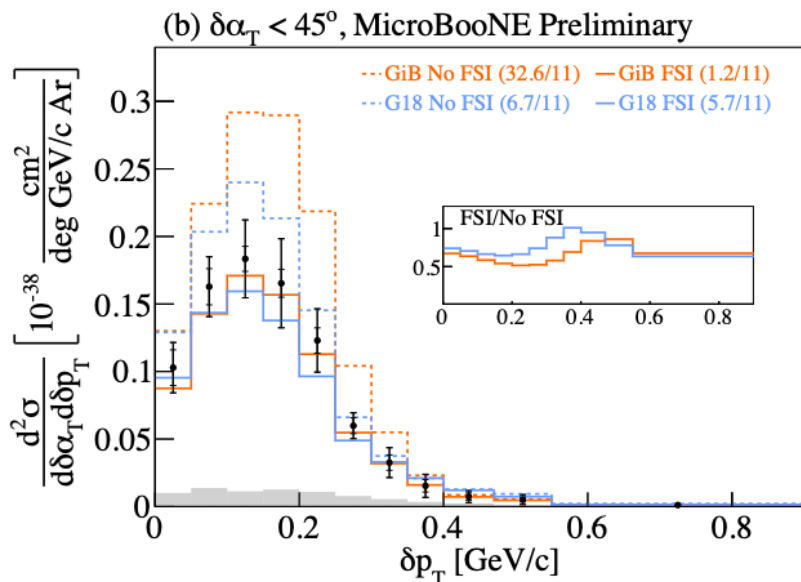 (b) δα_T < 45°, MicroBooNE Preliminary
GiB No FSI (32.6/11) GiB FSI (1.2/11)
G18 No FSI (6.7/11) G18 FSI (5.7/11)
d²σ/dδα_T dδp_T [10⁻³⁸ cm²/deg GeV/c Ar]
0.3
0.25
0.2
0.15
0.1
0.05
0
FSI/No FSI
1
0.5
0 0.2 0.4 0.6 0.8
0 0.2 0.4 0.6 0.8
δp_T [GeV/c]